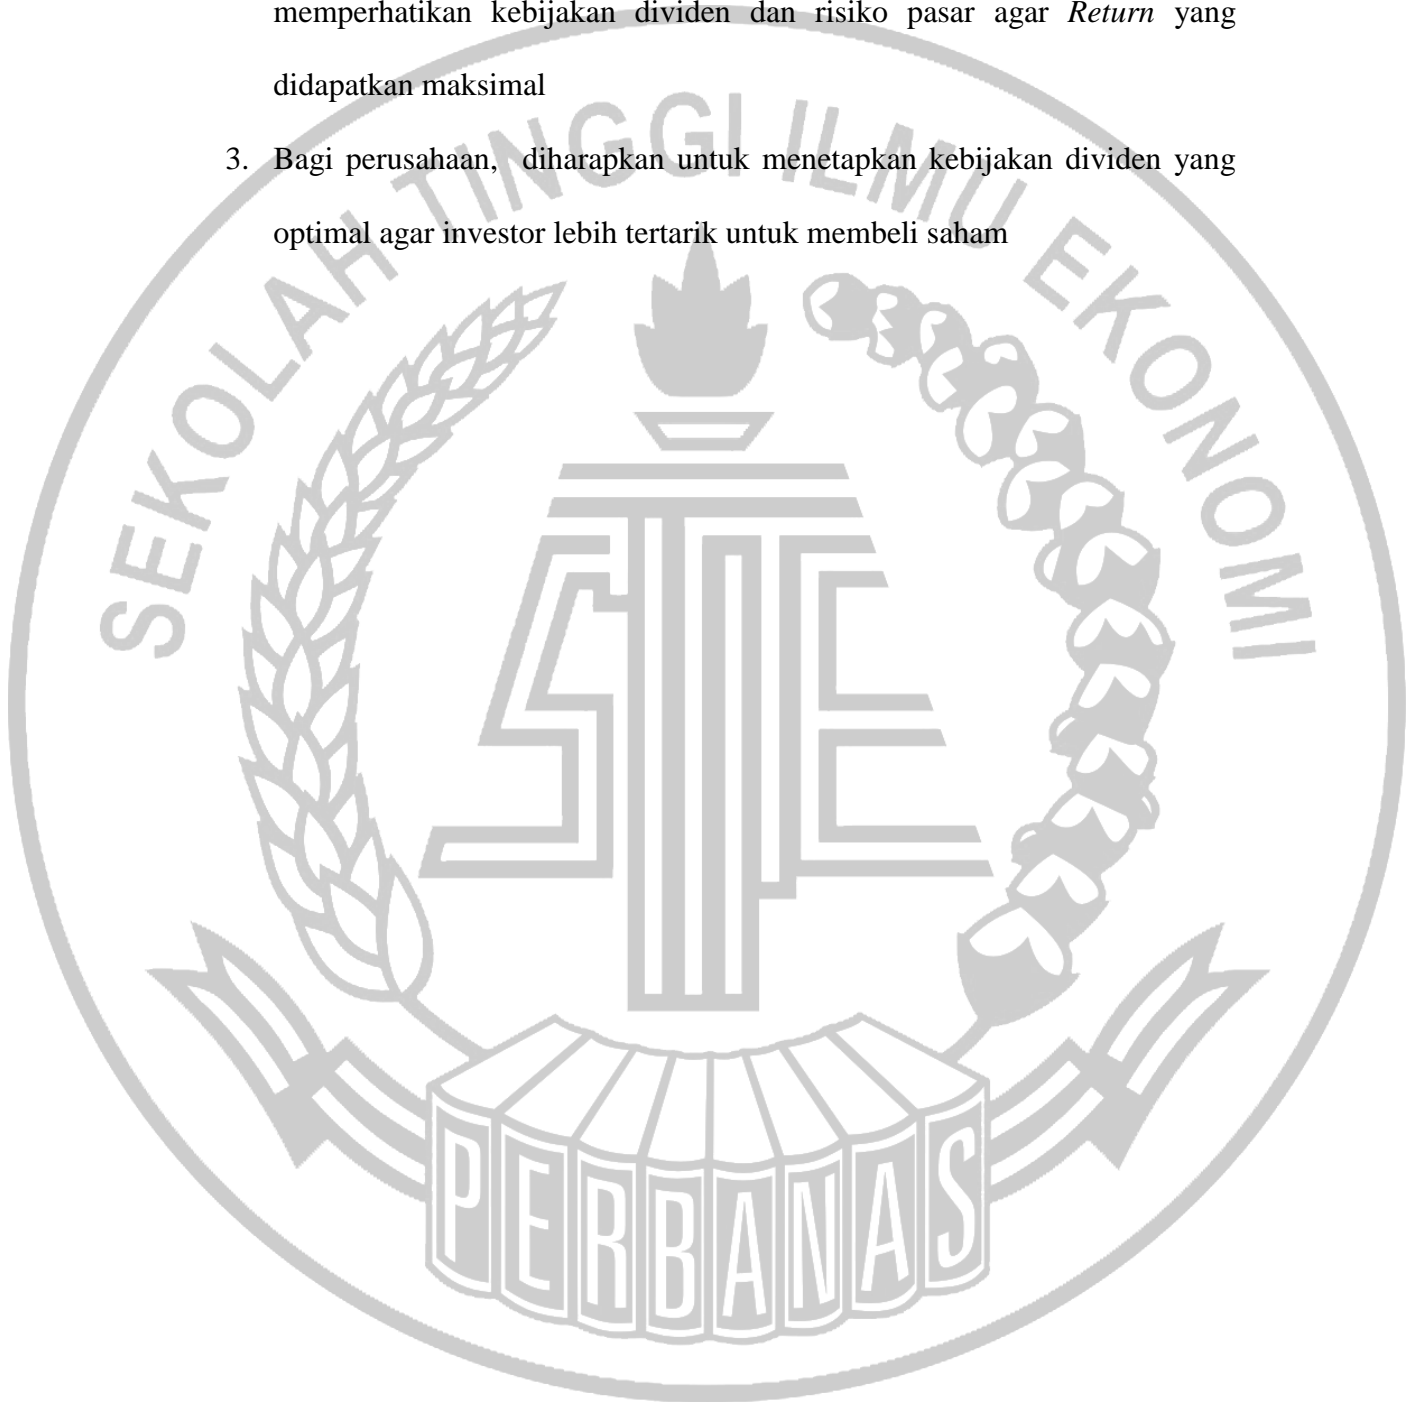 memperhatikan kebijakan dividen dan risiko pasar agar Return yang
didapatkan maksimal
3. Bagi perusahaan, diharapkan untuk menetapkan kebijakan dividen yang
optimal agar investor lebih tertarik untuk membeli saham
SEKOLAH TINGGI ILMU EKONOMI
STIE
PERBANAS